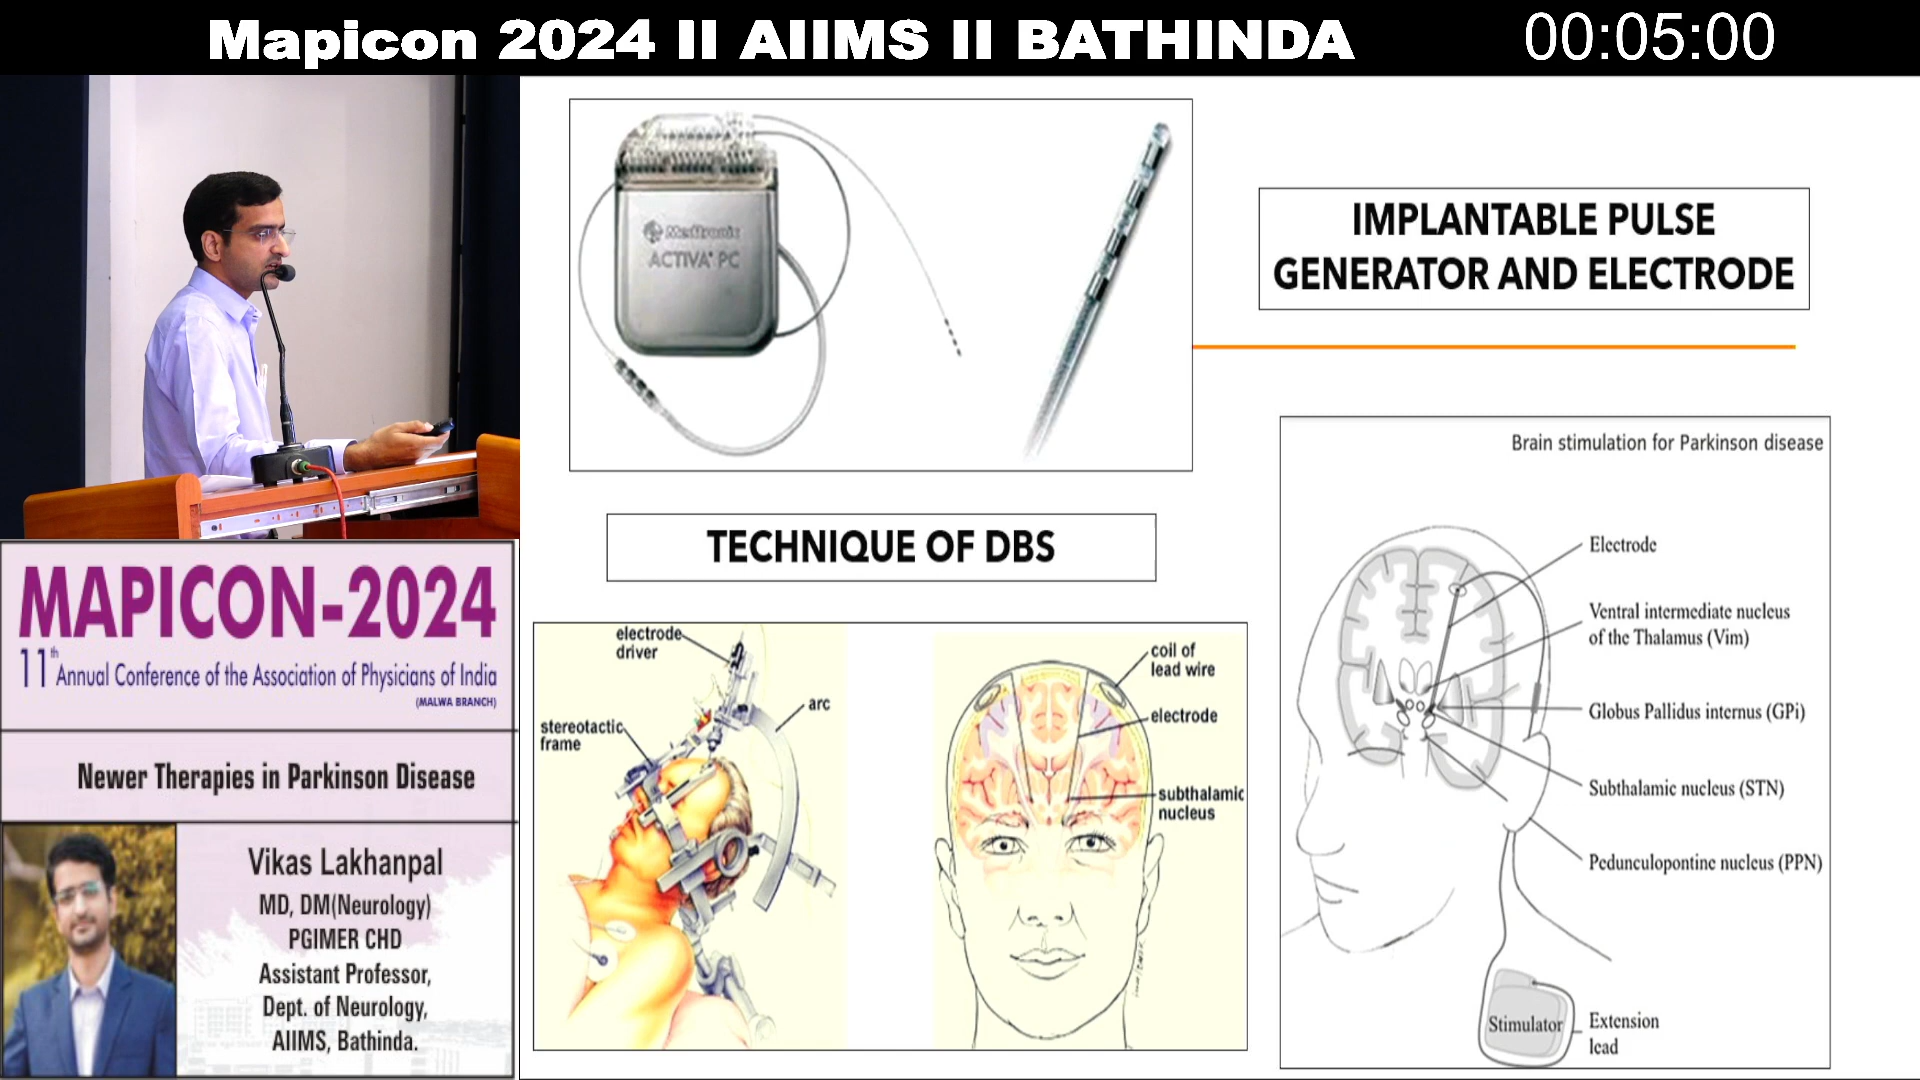 Mapicon 2024 II AIIMS II BATHINDA
00:05:00
Medtronic
ACTIVA® PC
IMPLANTABLE PULSE
GENERATOR AND ELECTRODE
TECHNIQUE OF DBS
electrode
driver
arc
stereotactic
frame
coil of
lead wire
electrode
subthalamic
nucleus
Brain stimulation for Parkinson disease
Electrode
Ventral intermediate nucleus
of the Thalamus (Vim)
Globus Pallidus internus (GPi)
Subthalamic nucleus (STN)
Pedunculopontine nucleus (PPN)
Stimulator
Extension
lead
MAPICON-2024
11th Annual Conference of the Association of Physicians of India
(MALWA BRANCH)
Newer Therapies in Parkinson Disease
Vikas Lakhanpal
MD, DM(Neurology)
PGIMER CHD
Assistant Professor,
Dept. of Neurology,
AIIMS, Bathinda.